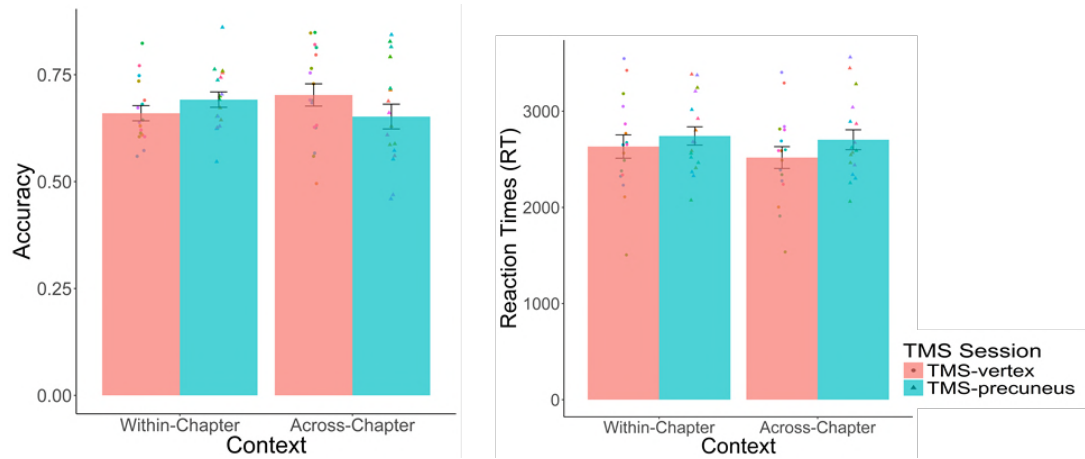 Accuracy
0.75
0.50
0.25
0.00
Within-Chapter
Across-Chapter
Context
Reaction Times (RT)
3000
2000
1000
0
Within-Chapter
Across-Chapter
Context
TMS Session
TMS-vertex
TMS-precuneus